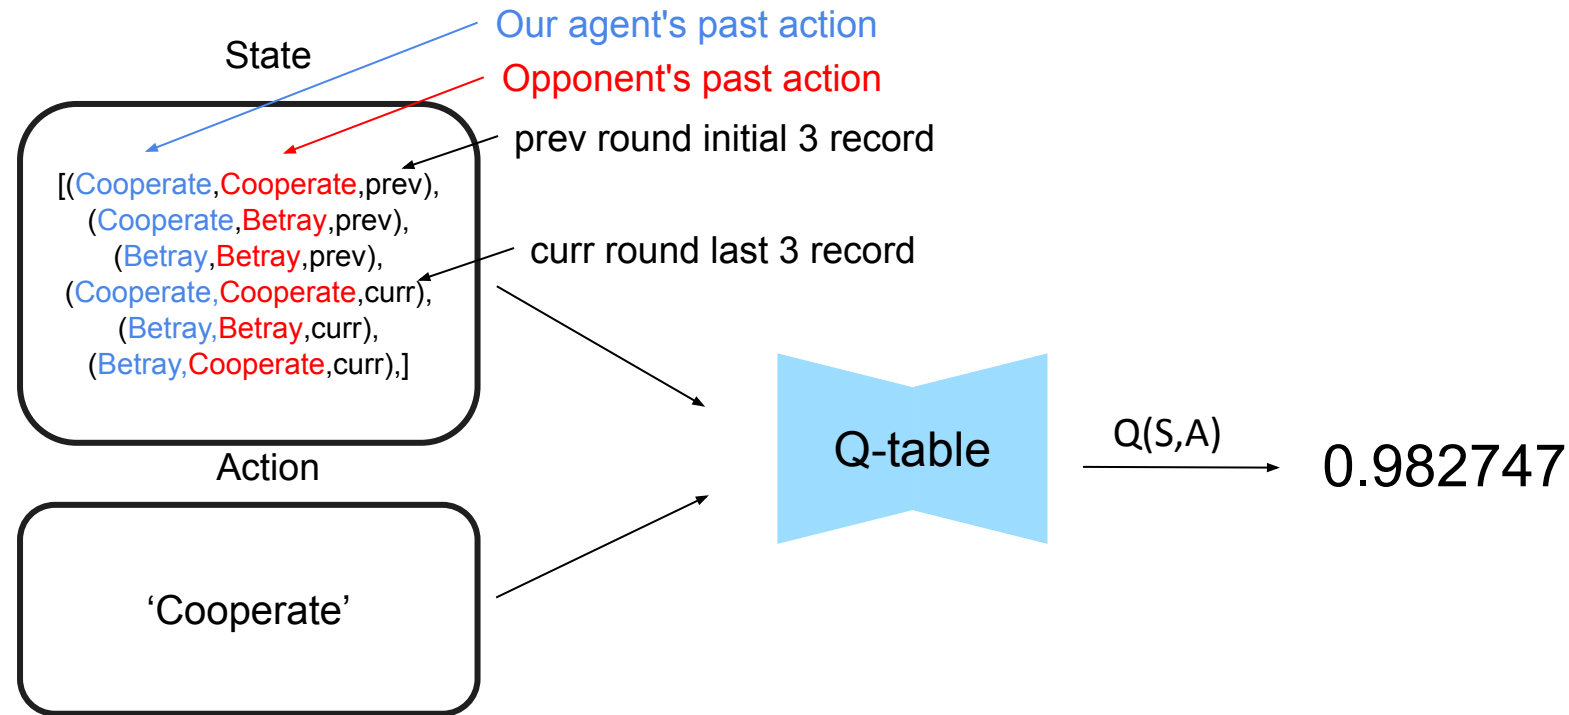 State
Our agent's past action
Opponent's past action
prev round initial 3 record
[(Cooperate,Cooperate,prev),
(Cooperate,Betray,prev),
(Betray,Betray,prev),
curr round last 3 record
(Cooperate,Cooperate,curr),
(Betray,Betray,curr),
(Betray,Cooperate,curr),]
Action
‘Cooperate’
Q-table
Q(S,A)
0.982747